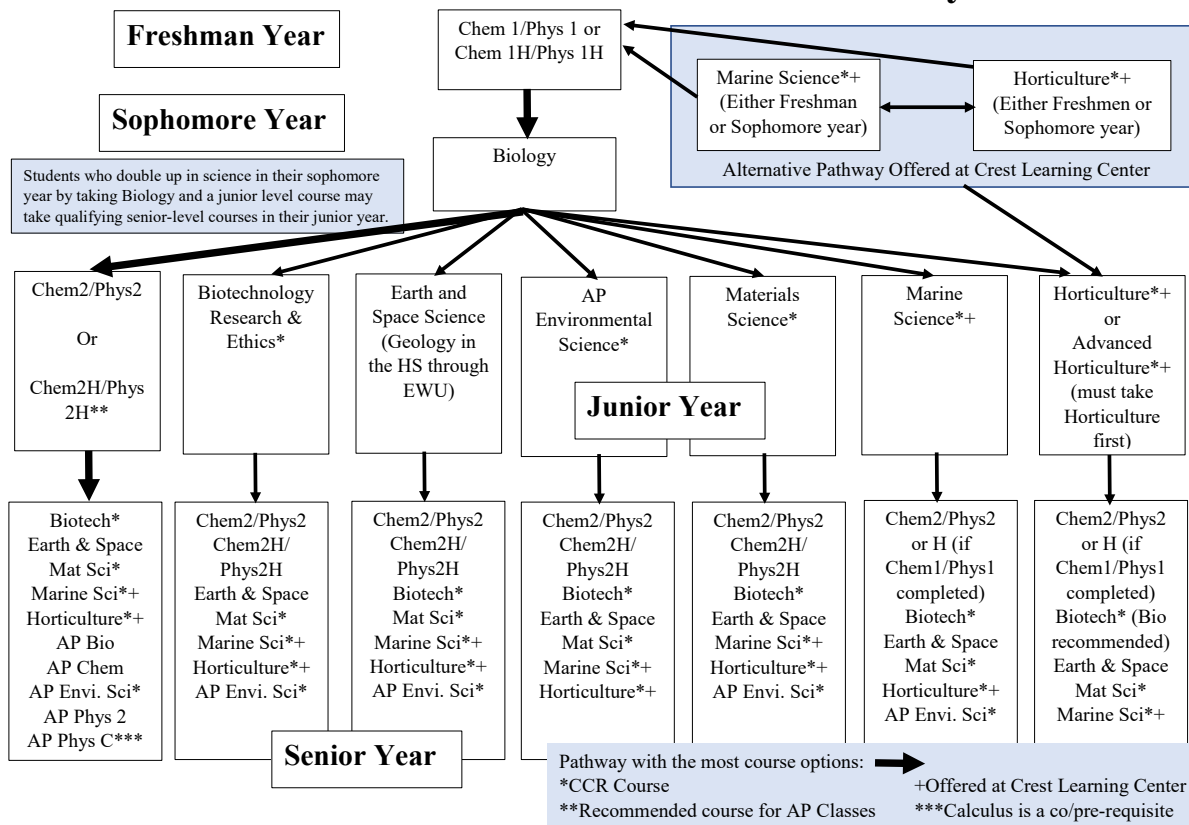 Freshman Year
Chem 1/Phys 1 or
Chem 1H/Phys 1H
Marine Science*+
(Either Freshman
or Sophomore year)
Horticulture*+
(Either Freshmen or
Sophomore year)
Alternative Pathway Offered at Crest Learning Center
Sophomore Year
Biology
Students who double up in science in their sophomore
year by taking Biology and a junior level course may
take qualifying senior-level courses in their junior year.
Chem2/Phys2
Or
Chem2H/Phys
2H**
Biotechnology
Research &
Ethics*
Earth and
Space Science
(Geology in
the HS through
EWU)
AP
Environmental
Science*
Materials
Science*
Marine
Science*+
Horticulture*+
or
Advanced
Horticulture*+
(must take
Horticulture
first)
Junior Year
Biotech*
Earth & Space
Mat Sci*
Marine Sci*+
Horticulture*+
AP Bio
AP Chem
AP Envi. Sci*
AP Phys 2
AP Phys C***
Chem2/Phys2
Chem2H/
Phys2H
Earth & Space
Mat Sci*
Marine Sci*+
Horticulture*+
AP Envi. Sci*
Chem2/Phys2
Chem2H/
Phys2H
Biotech*
Mat Sci*
Marine Sci*+
Horticulture*+
AP Envi. Sci*
Chem2/Phys2
Chem2H/
Phys2H
Biotech*
Earth & Space
Mat Sci*
Marine Sci*+
Horticulture*+
Chem2/Phys2
Chem2H/
Phys2H
Biotech*
Earth & Space
Marine Sci*+
Horticulture*+
AP Envi. Sci*
Chem2/Phys2
or H (if
Chem1/Phys1
completed)
Biotech*
Earth & Space
Mat Sci*
Horticulture*+
AP Envi. Sci*
Chem2/Phys2
or H (if
Chem1/Phys1
completed)
Biotech* (Bio
recommended)
Earth & Space
Mat Sci*
Marine Sci*+
Senior Year
Pathway with the most course options:
*CCR Course
+Offered at Crest Learning Center
**Recommended course for AP Classes
***Calculus is a co/pre-requisite